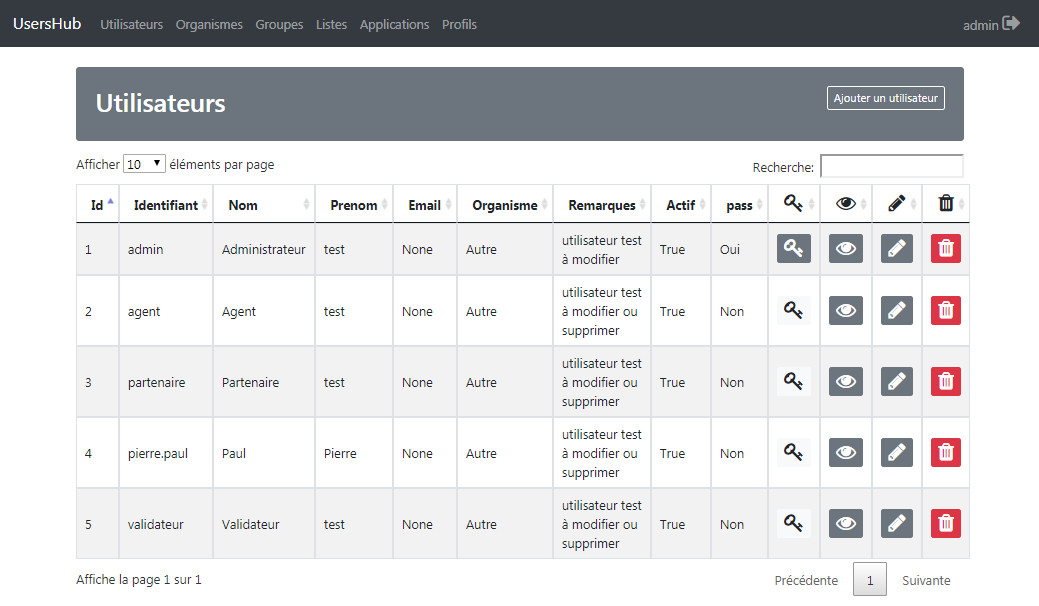 UsersHub Utilisateurs Organismes Groupes Listes Applications Profils admin
Utilisateurs
Ajouter un utilisateur
Afficher 10 éléments par page
Recherche:
Id Identifiant Nom Prenom Email Organisme Remarques Actif pass
1 admin Administrateur test None Autre utilisateur test à modifier True Oui
2 agent Agent test None Autre utilisateur test à modifier ou supprimer True Non
3 partenaire Partenaire test None Autre utilisateur test à modifier ou supprimer True Non
4 pierre.paul Paul Pierre None Autre utilisateur test à modifier ou supprimer True Non
5 validateur Validateur test None Autre utilisateur test à modifier ou supprimer True Non
Affiche la page 1 sur 1
Précédente 1 Suivante